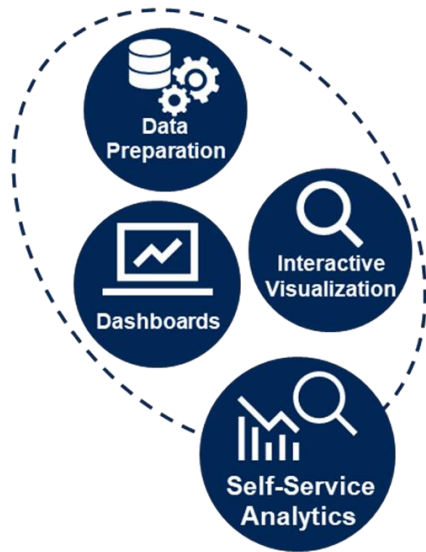 Data
Preparation
Interactive
Visualization
Dashboards
Self-Service
Analytics